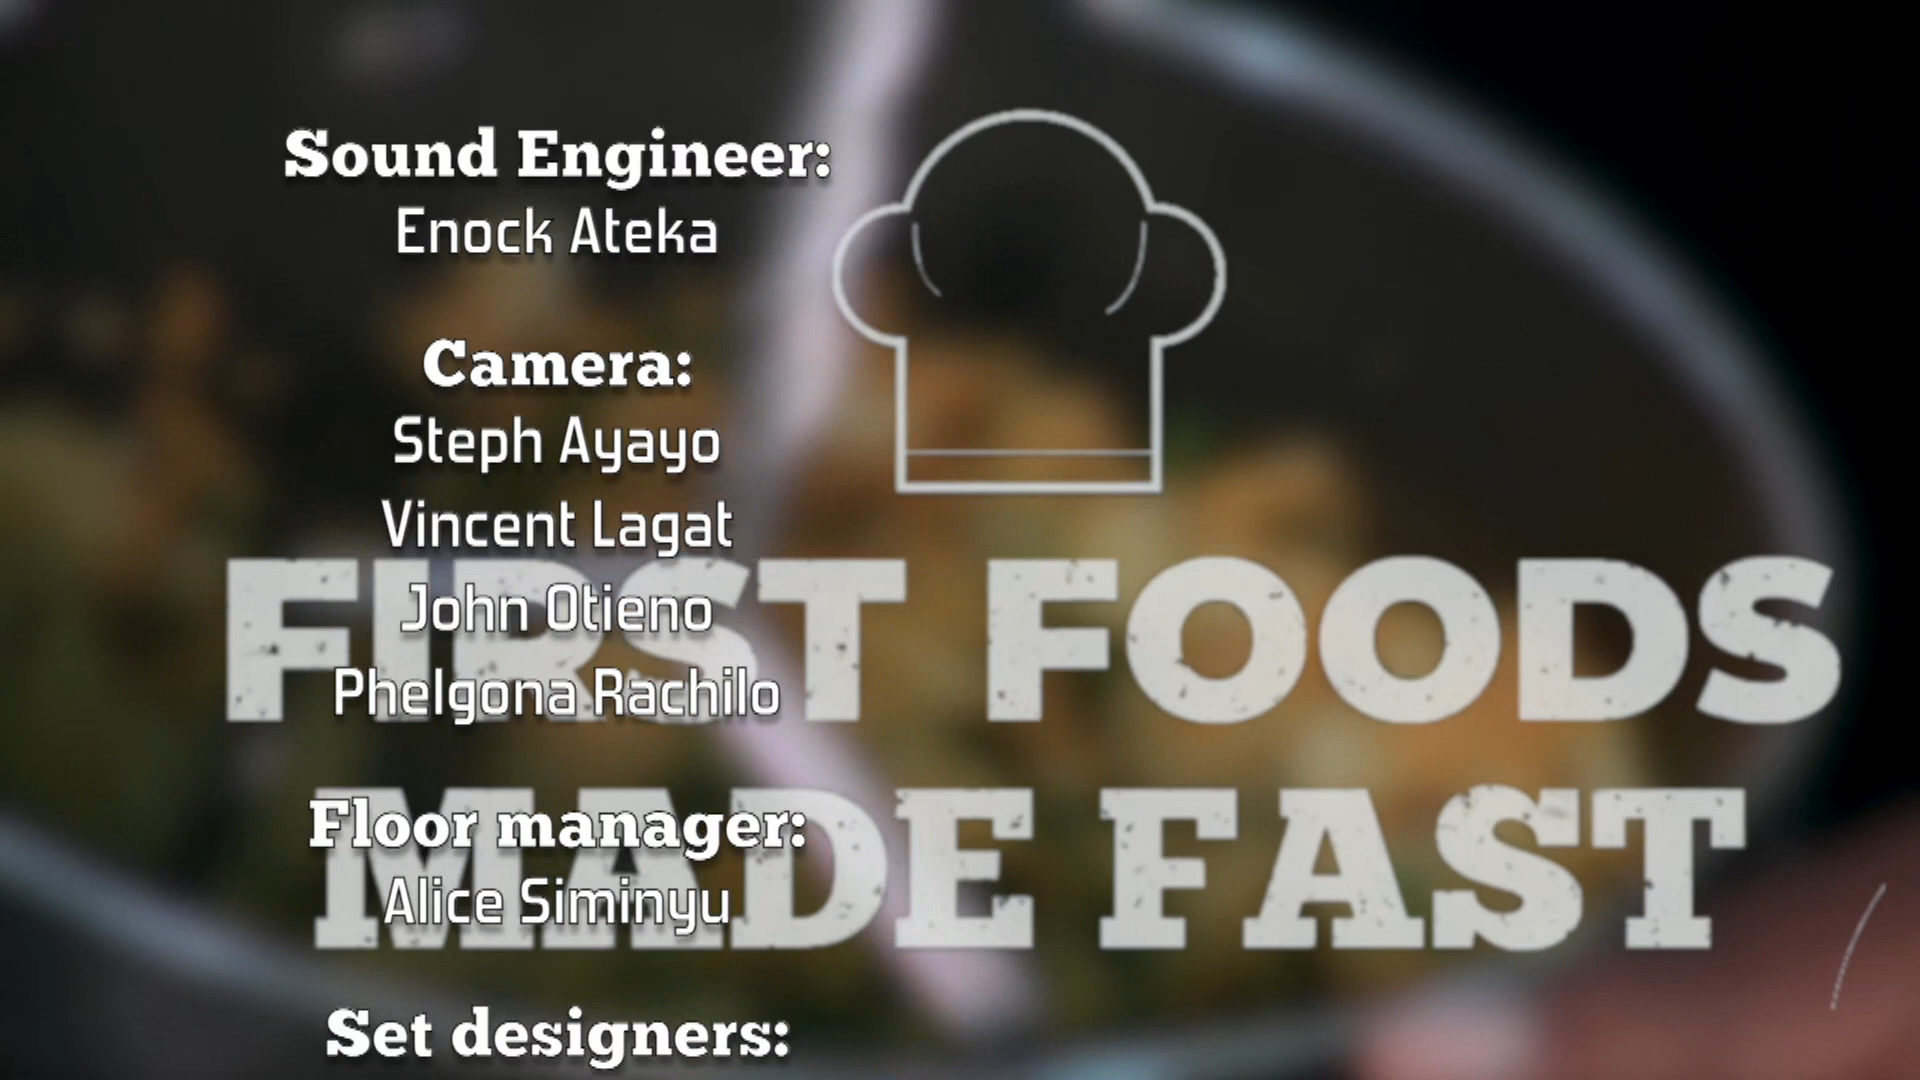 Sound Engineer:
Enock Ateka
Camera:
Steph Ayayo
Vincent Lagat
John Otieno
Phelgona Rachilo
Floor manager:
Alice Siminyu
Set designers:
FIRST FOODS
MADE FAST